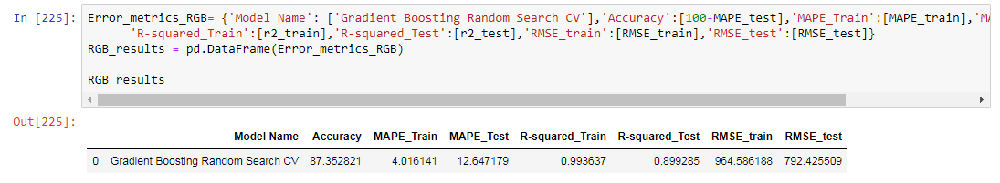 In [225]: Error_metrics_RGB= {'Model Name': ['Gradient Boosting Random Search CV'],'Accuracy':[100-MAPE_test],'MAPE_Train':[MAPE_train],
'R-squared_Train':[r2_train],'R-squared_Test':[r2_test],'RMSE_train':[RMSE_train],'RMSE_test':[RMSE_test]}
RGB_results = pd.DataFrame(Error_metrics_RGB)
RGB_results
Out[225]:
Model Name Accuracy MAPE_Train MAPE_Test R-squared_Train R-squared_Test RMSE_train RMSE_test
0 Gradient Boosting Random Search CV 87.352821 4.016141 12.647179 0.993637 0.899285 964.586188 792.425509